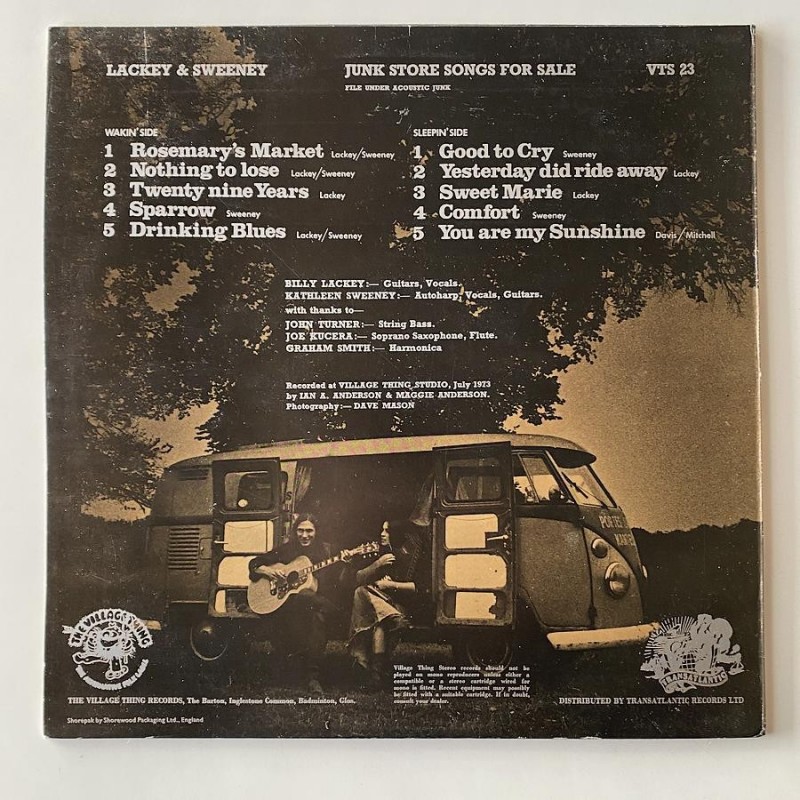 LACKEY & SWEENEY JUNK STORE SONGS FOR SALE VTS 23
FILE UNDER ACOUSTIC JUNK
WAKIN' SIDE
1 Rosemary's Market Lackey/Sweeney
2 Nothing to lose Lackey/Sweeney
3 Twenty nine Years Lackey
4 Sparrow Sweeney
5 Drinking Blues Lackey/Sweeney
SLEEPIN' SIDE
1 Good to Cry Sweeney
2 Yesterday did ride away Lackey
3 Sweet Marie Lackey
4 Comfort Sweeney
5 You are my Sunshine Davis/Mitchell
BILLY LACKEY:— Guitars, Vocals.
KATHLEEN SWEENEY:— Autoharp, Vocals, Guitars.
with thanks to—
JOHN TURNER:— String Bass.
JOE KUCERA:— Soprano Saxophone, Flute.
GRAHAM SMITH:— Harmonica
Recorded at VILLAGE THING STUDIO, July 1973
by IAN A. ANDERSON & MAGGIE ANDERSON.
Photography:— DAVE MASON
THE VILLAGE THING
TRANSATLANTIC
Village Thing Stereo records should not be
played on mono reproducers unless either a
compatible or a stereo cartridge wired for
mono is fitted. Recent equipment may possibly
be fitted with a suitable cartridge. If in doubt,
consult your dealer.
THE VILLAGE THING RECORDS, The Barton, Inglestone Common, Badminton, Glos.
DISTRIBUTED BY TRANSATLANTIC RECORDS LTD
Shorepak by Shorewood Packaging Ltd., England